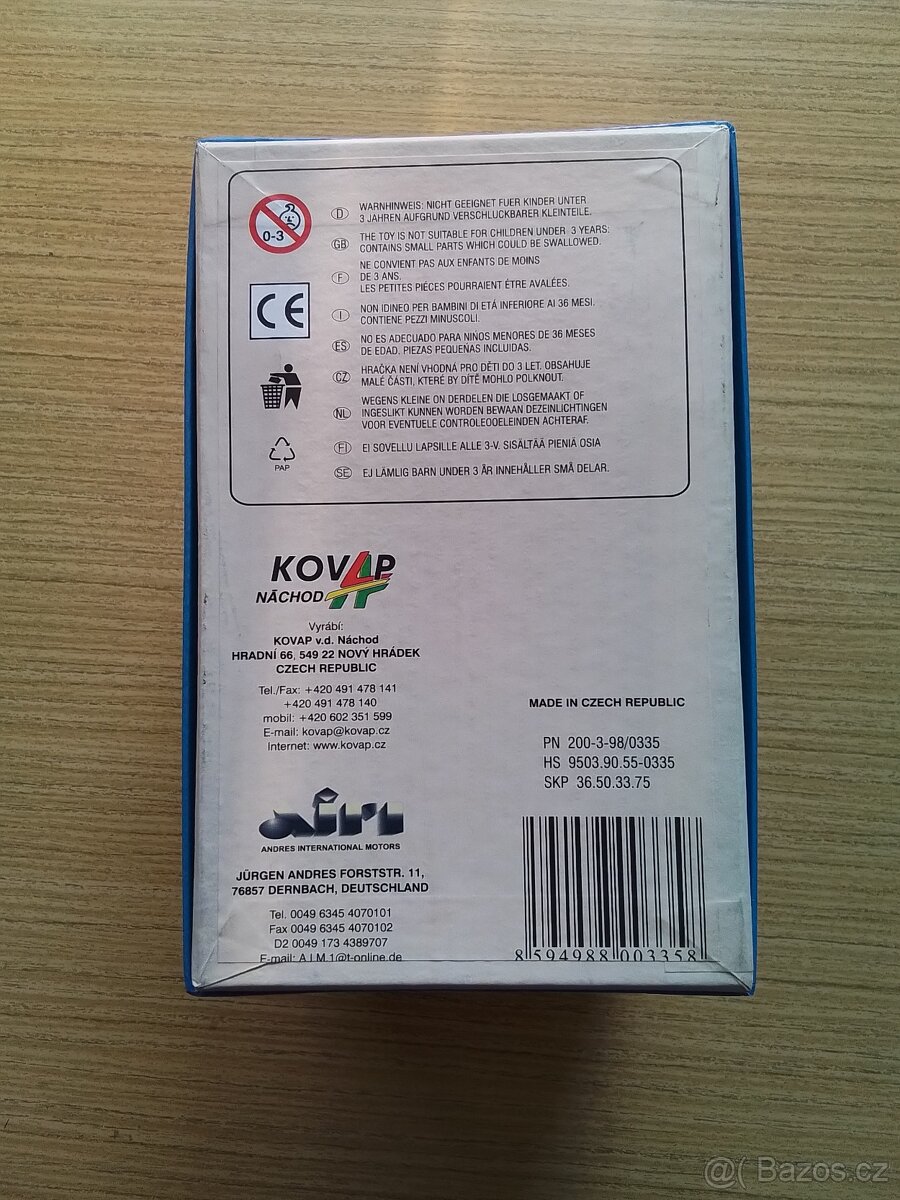 0-3
D WARNHINWEIS: NICHT GEEIGNET FUER KINDER UNTER
3 JAHREN AUFGRUND VERSCHLUCKBARER KLEINTEILE.
GB THE TOY IS NOT SUITABLE FOR CHILDREN UNDER 3 YEARS:
CONTAINS SMALL PARTS WHICH COULD BE SWALLOWED.
F NE CONVIENT PAS AUX ENFANTS DE MOINS
DE 3 ANS.
LES PETITES PIÉCES POURRAIENT ÉTRE AVALÉES.
CE
I NON IDINEO PER BAMBINI DI ETÁ INFERIORE AI 36 MESI.
CONTIENE PEZZI MINUSCOLI.
ES NO ES ADECUADO PARA NINOS MENORES DE 36 MESES
DE EDAD. PIEZAS PEQUEŇAS INCLUIDAS.
CZ HRAČKA NENÍ VHODNÁ PRO DĚTI DO 3 LET. OBSAHUJE
MALÉ ČÁSTI, KTERÉ BY DÍTĚ MOHLO POLKNOUT.
NL WEGENS KLEINE ON DERDELEN DIE LOSGEMAAKT OF
INGESLIKT KUNNEN WORDEN BEWAAN DEZEINLICHTINGEN
VOOR EVENTUELE CONTROLEOOELEINDEN ACHTERAF.
FI EI SOVELLU LAPSILLE ALLE 3-V. SISÄLTÄÄ PIENIÄ OSIA
PAP
SE EJ LÄMLIG BARN UNDER 3 ÅR INNEHÅLLER SMÅ DELAR.
KOVAP
NÁCHOD
Vyrábí:
KOVAP v.d. Náchod
HRADNÍ 66, 549 22 NOVÝ HRÁDEK
CZECH REPUBLIC
Tel./Fax: +420 491 478 141
+420 491 478 140
mobil: +420 602 351 599
E-mail: kovap@kovap.cz
Internet: www.kovap.cz
MADE IN CZECH REPUBLIC
PN 200-3-98/0335
HS 9503.90.55-0335
SKP 36.50.33.75
aim
ANDRES INTERNATIONAL MOTORS
JÜRGEN ANDRES FORSTSTR. 11,
76857 DERNBACH, DEUTSCHLAND
Tel. 0049 6345 4070101
Fax 0049 6345 4070102
D2 0049 173 4389707
E-mail: A.I.M.1@t-online.de
8 594988 003358
@( Bazos.cz